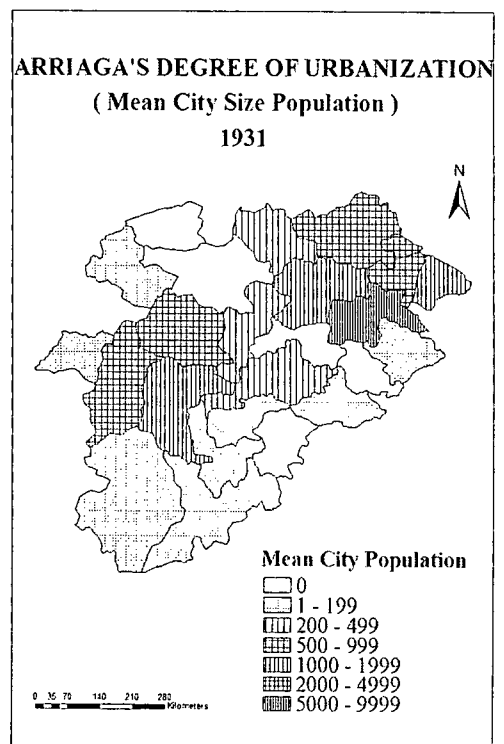 ARRIAGA'S DEGREE OF URBANIZATION
( Mean City Size Population )
1931
N
Mean City Population
0
1 - 199
200 - 499
500 - 999
1000 - 1999
2000 - 4999
5000 - 9999
0 35 70 140 210 280
Kilometers